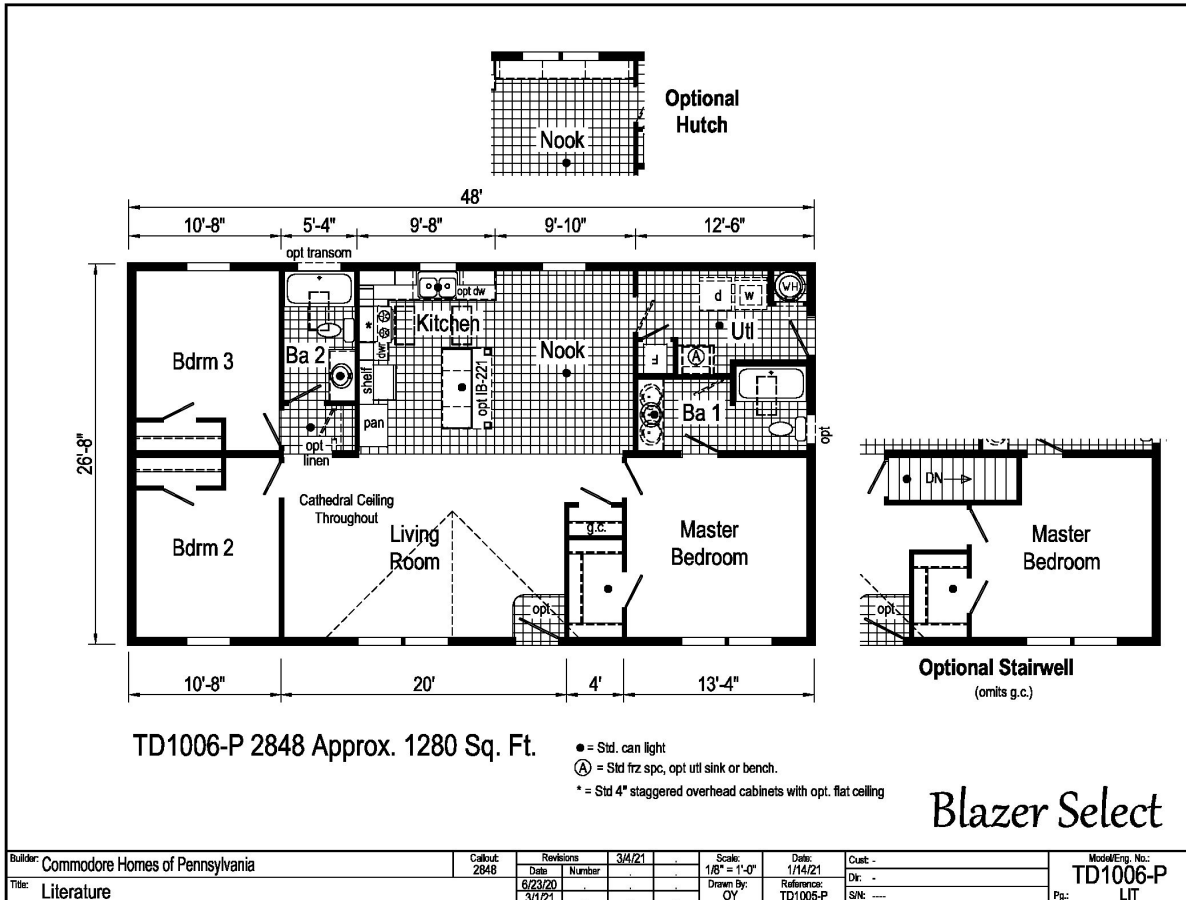 Optional
Hutch
Nook
48'
10'-8" 5'-4" 9'-8" 9'-10" 12'-6"
opt transom
26'-8"
Bdrm 3
Ba 2
Kitchen
opt dw
*
dwr
shelf
pan
opt IB-221
Nook
d w WH
Utl
F
A
Ba 1
opt
opt
linen
Cathedral Ceiling
Throughout
Bdrm 2
Living
Room
g.c.
Master
Bedroom
opt
DN
Master
Bedroom
opt
Optional Stairwell
(omits g.c.)
10'-8" 20' 4' 13'-4"
TD1006-P 2848 Approx. 1280 Sq. Ft.
● = Std. can light
Ⓐ = Std frz spc, opt utl sink or bench.
* = Std 4" staggered overhead cabinets with opt. flat ceiling
Blazer Select
Builder: Commodore Homes of Pennsylvania
Title: Literature
Callout:
2848
Revisions 3/4/21 .
Date Number . .
6/23/20 . . .
3/1/21 . . .
Scale:
1/8" = 1'-0"
Drawn By:
OY
Date:
1/14/21
Reference:
TD1005-P
Cust: -
Dir: -
S/N: ----
Model/Eng. No.:
TD1006-P
Pg.: LIT